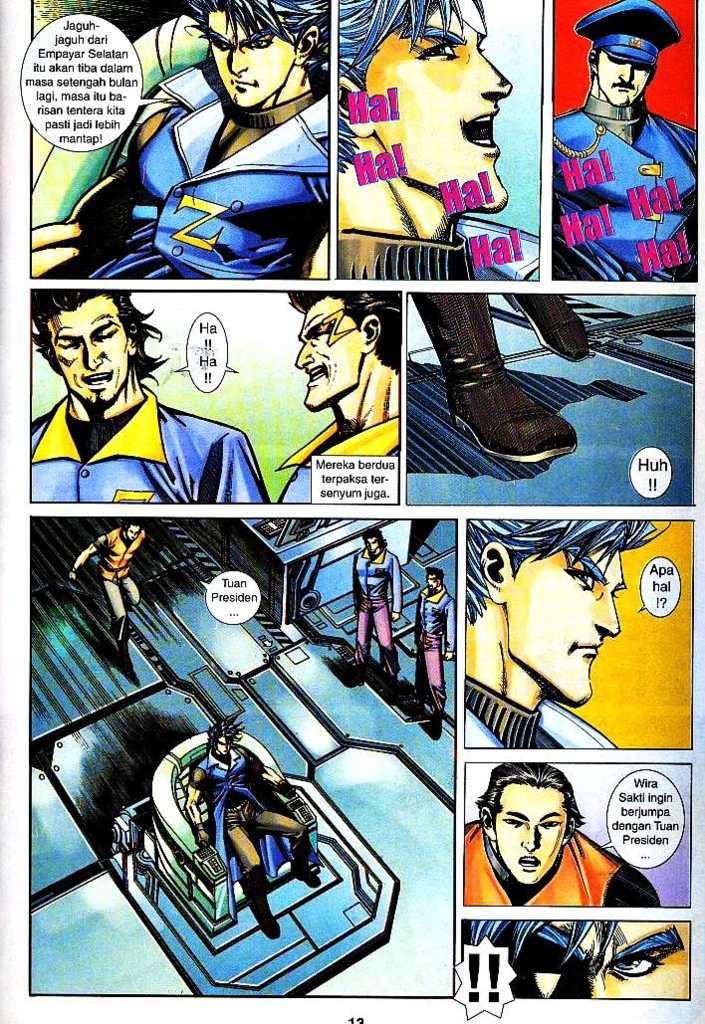 Jaguh-
jaguh dari
Empayar Selatan
itu akan tiba dalam
masa setengah bulan
lagi, masa itu ba-
risan tentera kita
pasti jadi lebih
mantap!
Z
Ha!
Ha!
Ha!
Ha!
Ha!
Ha!
Ha!
Ha!
Ha
!!
Ha
!!
Mereka berdua
terpaksa ter-
senyum juga.
Huh
!!
Tuan
Presiden
...
Apa
hal
!?
Wira
Sakti ingin
berjumpa
dengan Tuan
Presiden
...
!!
13